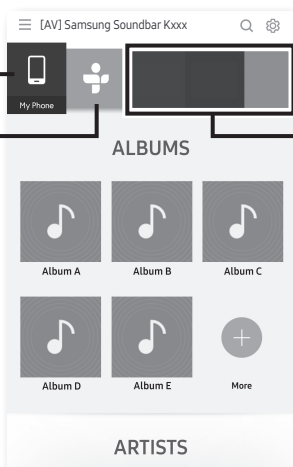 [AV] Samsung Soundbar Kxxx
My Phone
ALBUMS
Album A
Album B
Album C
Album D
Album E
More
ARTISTS